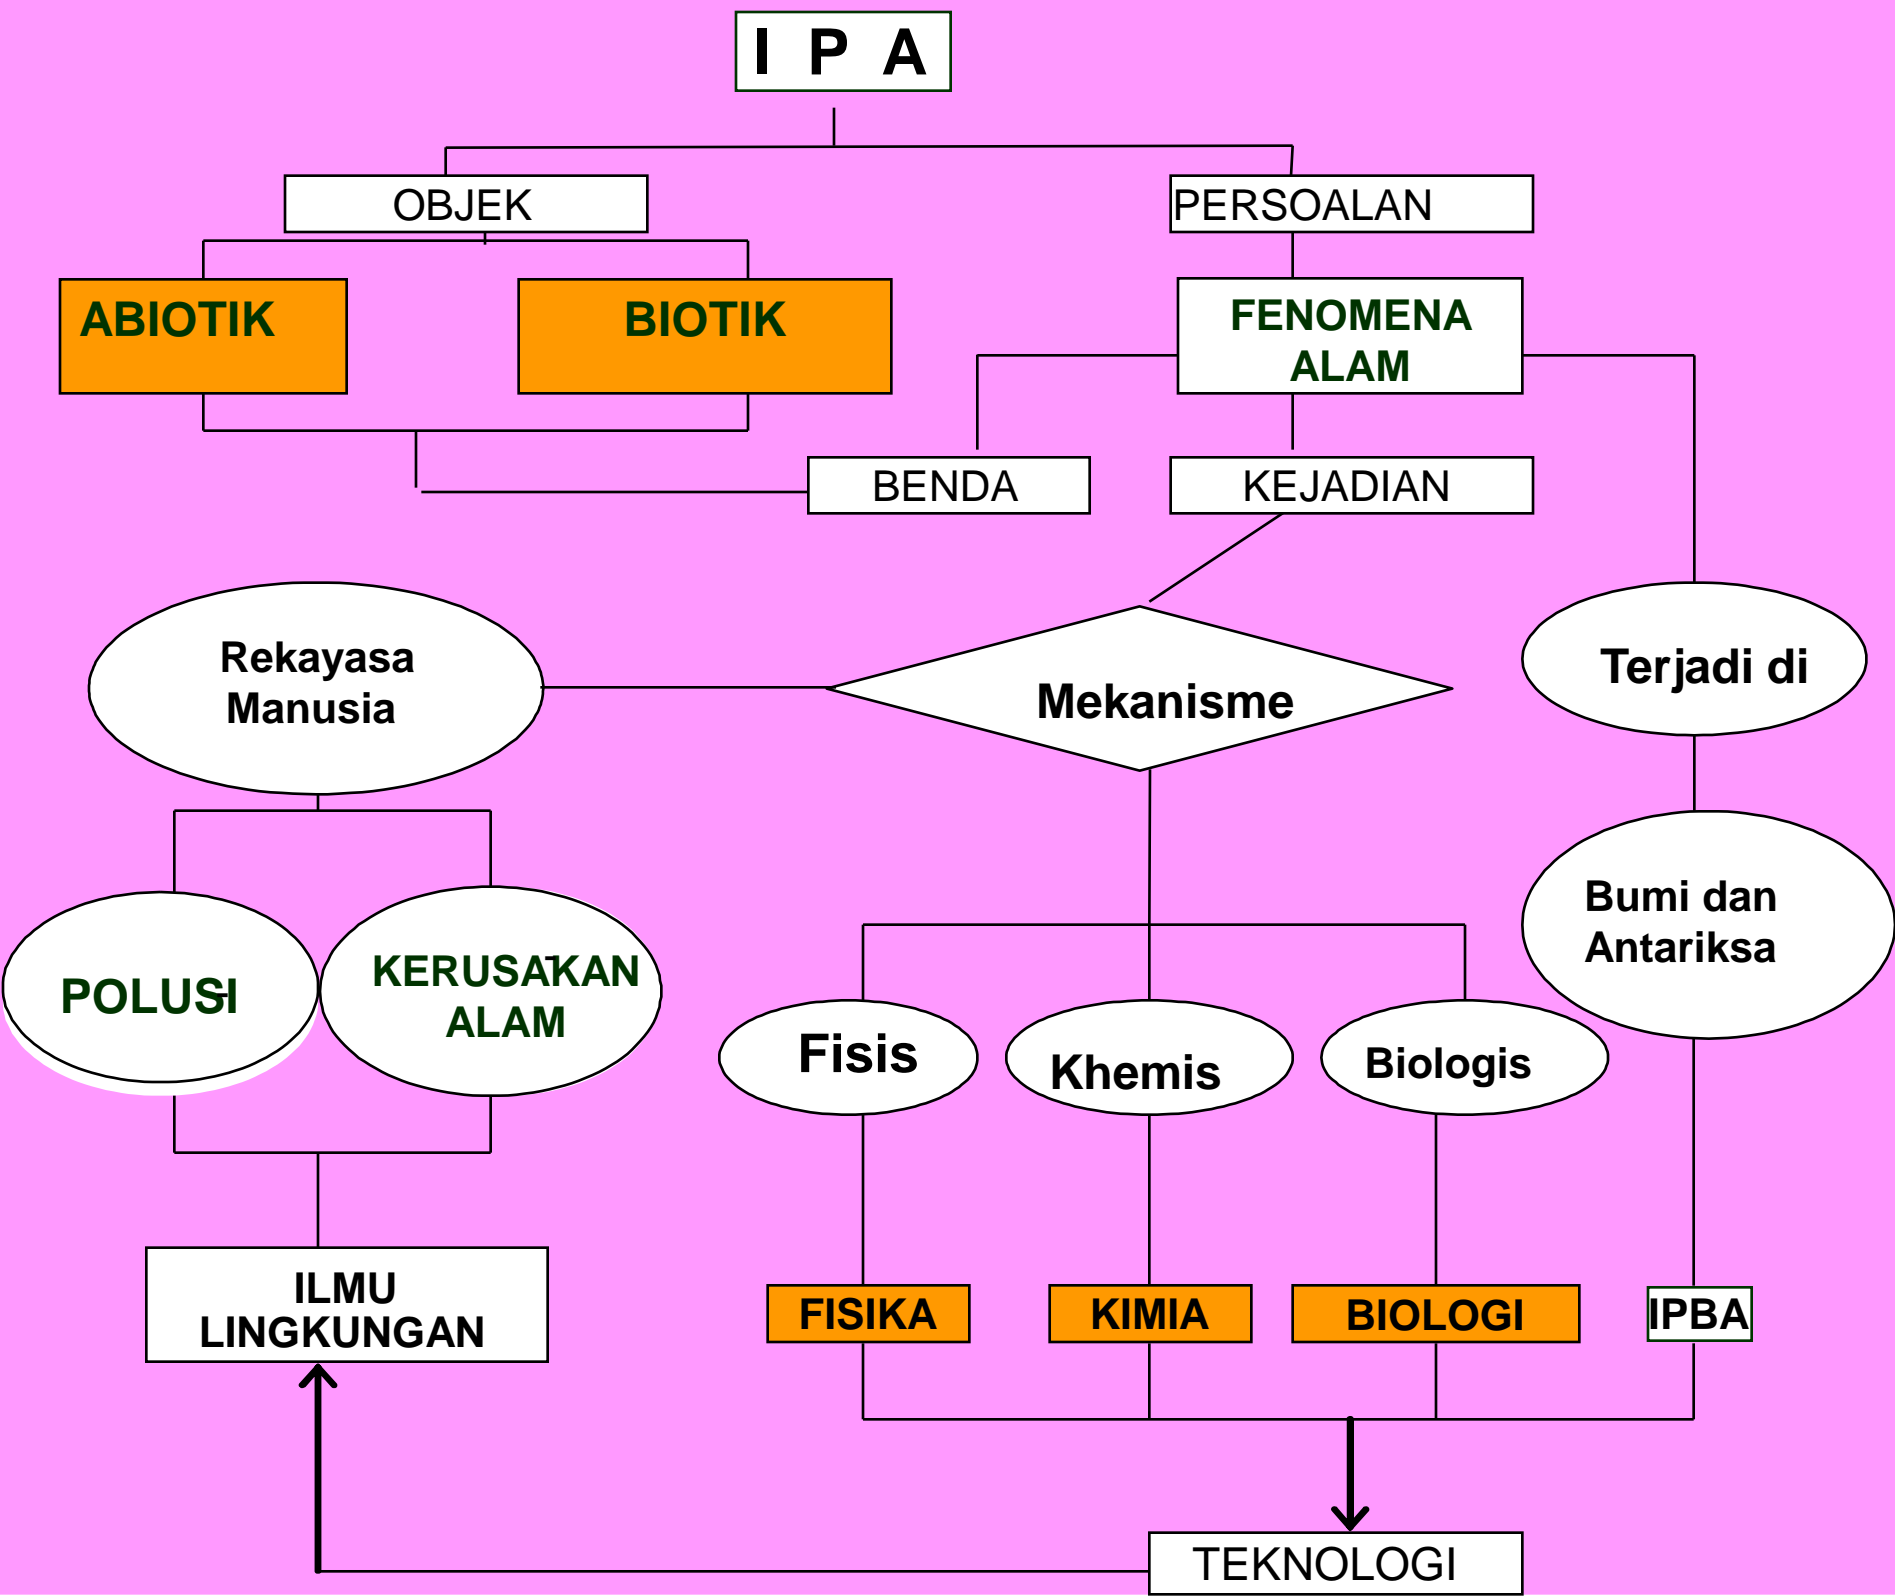 I P A
OBJEK
PERSOALAN
ABIOTIK
BIOTIK
FENOMENA
ALAM
BENDA
KEJADIAN
Rekayasa
Manusia
Mekanisme
Terjadi di
Bumi dan
Antariksa
POLUSI
KERUSAKAN
ALAM
Fisis
Khemis
Biologis
ILMU
LINGKUNGAN
FISIKA
KIMIA
BIOLOGI
IPBA
TEKNOLOGI